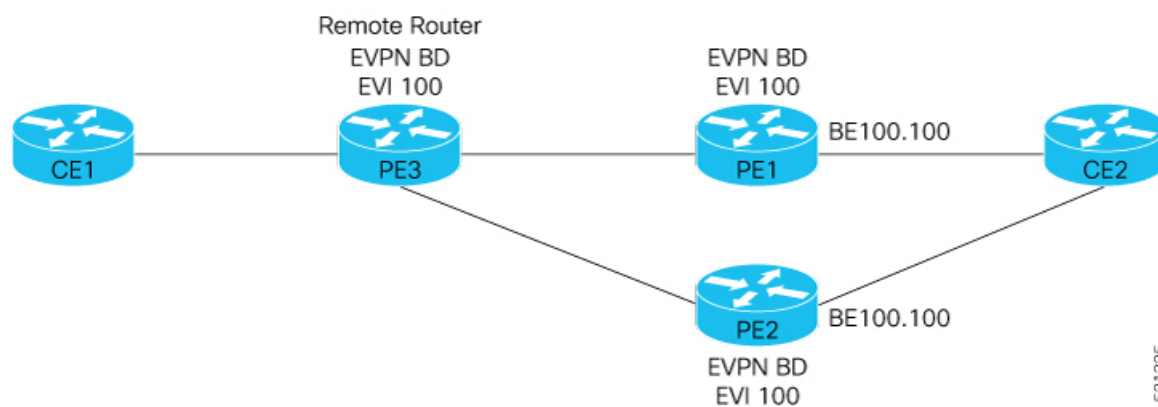 Remote Router
EVPN BD
EVI 100
EVPN BD
EVI 100
BE100.100
CE1
PE3
PE1
CE2
PE2
BE100.100
EVPN BD
EVI 100